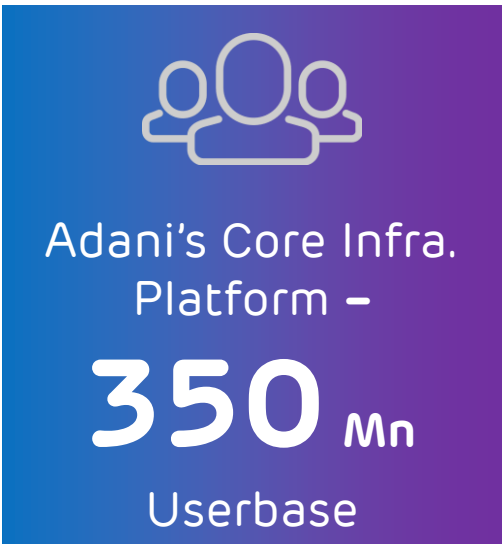 Adani’s Core Infra.
Platform –
350 Mn
Userbase